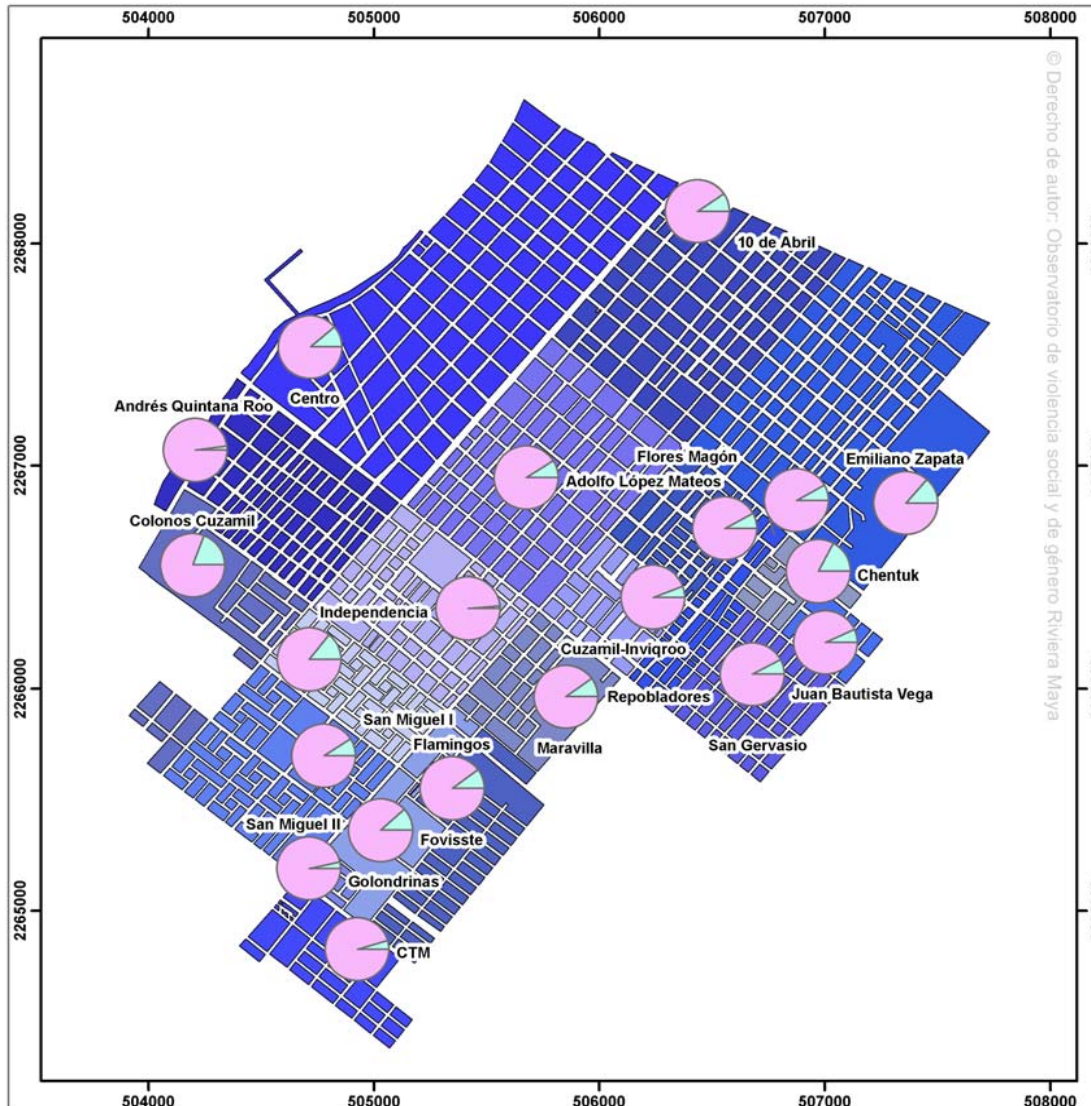 504000
505000
506000
507000
508000
© Derecho de autor: Observatorio de violencia social y de género Riviera Maya
2268000
10 de Abril
Centro
Andrés Quintana Roo
2267000
Flores Magón
Emiliano Zapata
Adolfo López Mateos
Colonos Cuzamil
Chentuk
Independencia
Cuzamil-Inviqroo
2266000
Repobladores
Juan Bautista Vega
San Miguel I
Flamingos
Maravilla
San Gervasio
San Miguel II
Fovisste
Golondrinas
2265000
CTM
504000
505000
506000
507000
508000